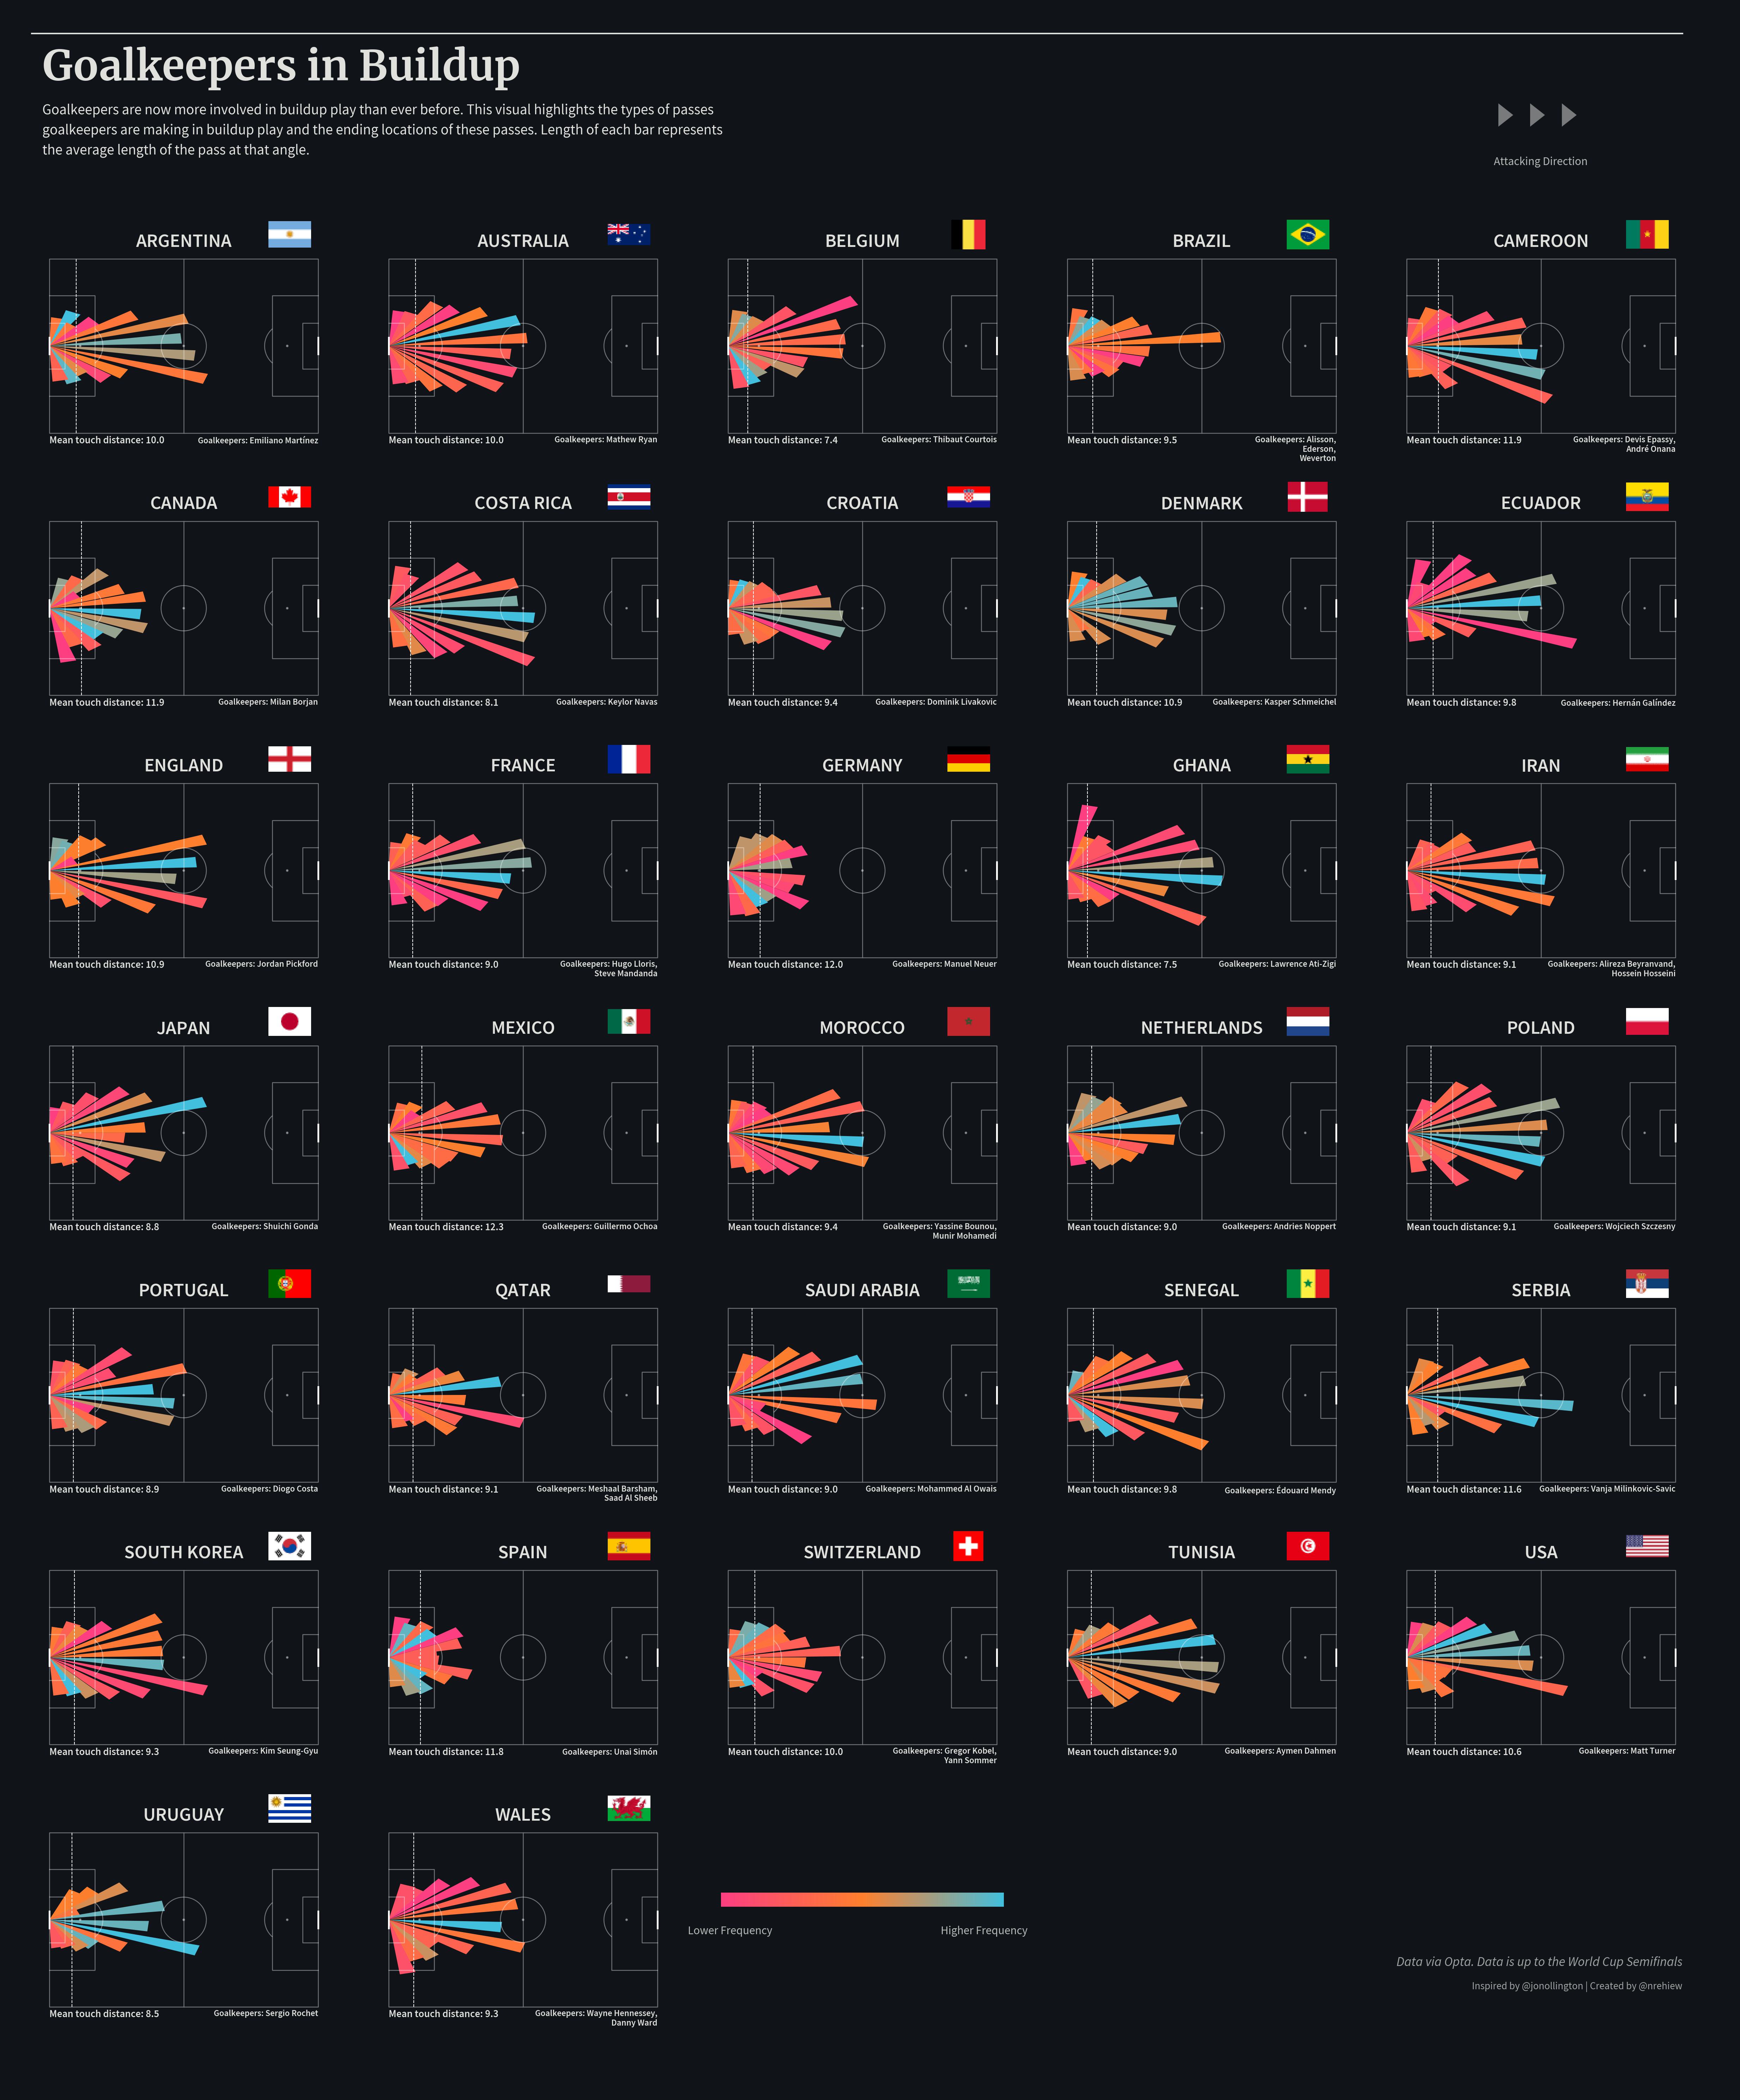 Goalkeepers in Buildup
Goalkeepers are now more involved in buildup play than ever before. This visual highlights the types of passes
goalkeepers are making in buildup play and the ending locations of these passes. Length of each bar represents
the average length of the pass at that angle.
Attacking Direction
ARGENTINA
Mean touch distance: 10.0
Goalkeepers: Emiliano Martínez
AUSTRALIA
Mean touch distance: 10.0
Goalkeepers: Mathew Ryan
BELGIUM
Mean touch distance: 7.4
Goalkeepers: Thibaut Courtois
BRAZIL
Mean touch distance: 9.5
Goalkeepers: Alisson,
Ederson,
Weverton
CAMEROON
Mean touch distance: 11.9
Goalkeepers: Devis Epassy,
André Onana
CANADA
Mean touch distance: 11.9
Goalkeepers: Milan Borjan
COSTA RICA
Mean touch distance: 8.1
Goalkeepers: Keylor Navas
CROATIA
Mean touch distance: 9.4
Goalkeepers: Dominik Livakovic
DENMARK
Mean touch distance: 10.9
Goalkeepers: Kasper Schmeichel
ECUADOR
Mean touch distance: 9.8
Goalkeepers: Hernán Galíndez
ENGLAND
Mean touch distance: 10.9
Goalkeepers: Jordan Pickford
FRANCE
Mean touch distance: 9.0
Goalkeepers: Hugo Lloris,
Steve Mandanda
GERMANY
Mean touch distance: 12.0
Goalkeepers: Manuel Neuer
GHANA
Mean touch distance: 7.5
Goalkeepers: Lawrence Ati-Zigi
IRAN
Mean touch distance: 9.1
Goalkeepers: Alireza Beyranvand,
Hossein Hosseini
JAPAN
Mean touch distance: 8.8
Goalkeepers: Shuichi Gonda
MEXICO
Mean touch distance: 12.3
Goalkeepers: Guillermo Ochoa
MOROCCO
Mean touch distance: 9.4
Goalkeepers: Yassine Bounou,
Munir Mohamedi
NETHERLANDS
Mean touch distance: 9.0
Goalkeepers: Andries Noppert
POLAND
Mean touch distance: 9.1
Goalkeepers: Wojciech Szczesny
PORTUGAL
Mean touch distance: 8.9
Goalkeepers: Diogo Costa
QATAR
Mean touch distance: 9.1
Goalkeepers: Meshaal Barsham,
Saad Al Sheeb
SAUDI ARABIA
Mean touch distance: 9.0
Goalkeepers: Mohammed Al Owais
SENEGAL
Mean touch distance: 9.8
Goalkeepers: Édouard Mendy
SERBIA
Mean touch distance: 11.6
Goalkeepers: Vanja Milinkovic-Savic
SOUTH KOREA
Mean touch distance: 9.3
Goalkeepers: Kim Seung-Gyu
SPAIN
Mean touch distance: 11.8
Goalkeepers: Unai Simón
SWITZERLAND
Mean touch distance: 10.0
Goalkeepers: Gregor Kobel,
Yann Sommer
TUNISIA
Mean touch distance: 9.0
Goalkeepers: Aymen Dahmen
USA
Mean touch distance: 10.6
Goalkeepers: Matt Turner
URUGUAY
Mean touch distance: 8.5
Goalkeepers: Sergio Rochet
WALES
Mean touch distance: 9.3
Goalkeepers: Wayne Hennessey,
Danny Ward
Lower Frequency
Higher Frequency
Data via Opta. Data is up to the World Cup Semifinals
Inspired by @jonollington | Created by @nrehiew